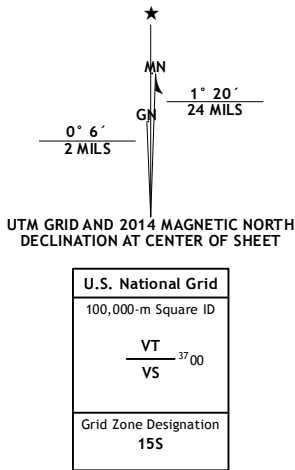 ★
MN
1° 20´
24 MILS
GN
0° 6´
2 MILS
UTM GRID AND 2014 MAGNETIC NORTH
DECLINATION AT CENTER OF SHEET
U.S. National Grid
100,000-m Square ID
VT
3700
VS
Grid Zone Designation
15S